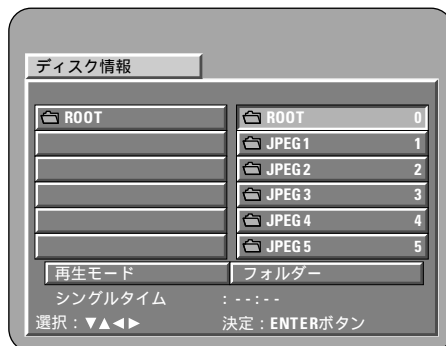 ディスク情報
ROOT ROOT 0
JPEG1 1
JPEG2 2
JPEG3 3
JPEG4 4
JPEG5 5
再生モード フォルダー
シングルタイム :--:--
選択:▼▲◀▶ 決定:ENTERボタン